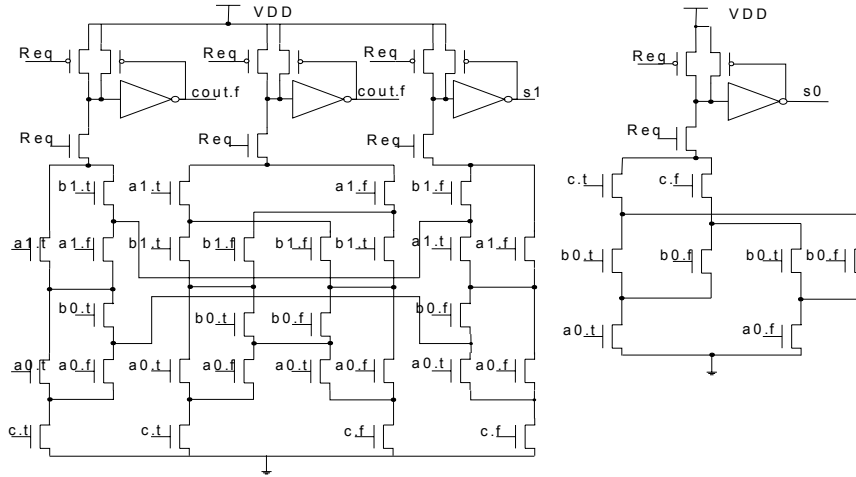 VDD
VDD
Req
Req
Req
Req
cout.f
cout.f
s1
s0
Req
Req
Req
Req
b1.t
a1.t
a1.f
b1.f
c.t
c.f
a1.t
a1.f
b1.t
b1.f
b1.f
b1.t
a1.t
a1.f
b0.t
b0.f
b0.t
b0.f
b0.t
b0.t
b0.f
b0.f
a0.t
a0.f
a0.t
a0.f
a0.t
a0.f
a0.t
a0.f
a0.t
a0.f
c.t
c.t
c.f
c.f